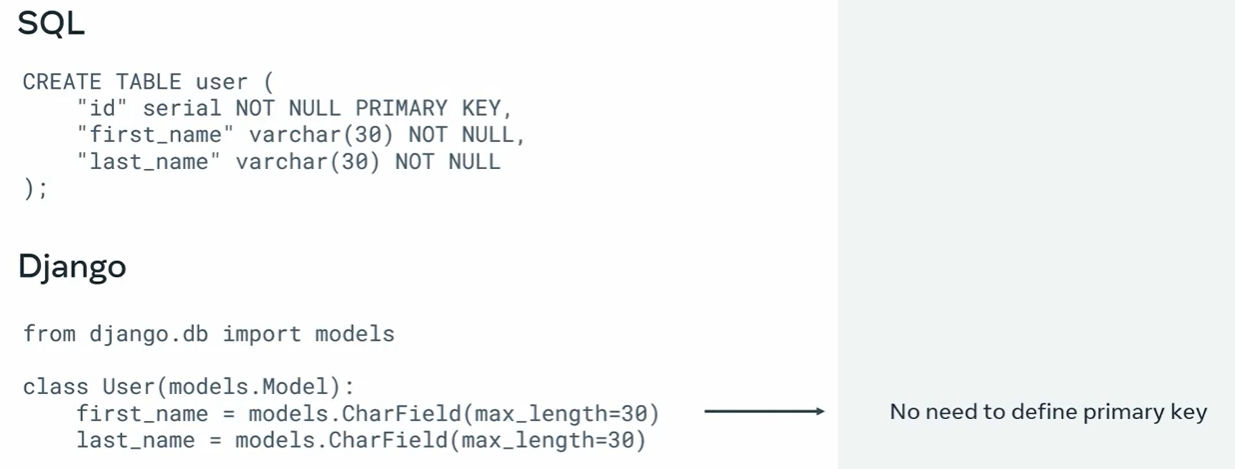 SQL
CREATE TABLE user (
    "id" serial NOT NULL PRIMARY KEY,
    "first_name" varchar(30) NOT NULL,
    "last_name" varchar(30) NOT NULL
);
Django
from django.db import models
class User(models.Model):
    first_name = models.CharField(max_length=30)
    last_name = models.CharField(max_length=30)
No need to define primary key